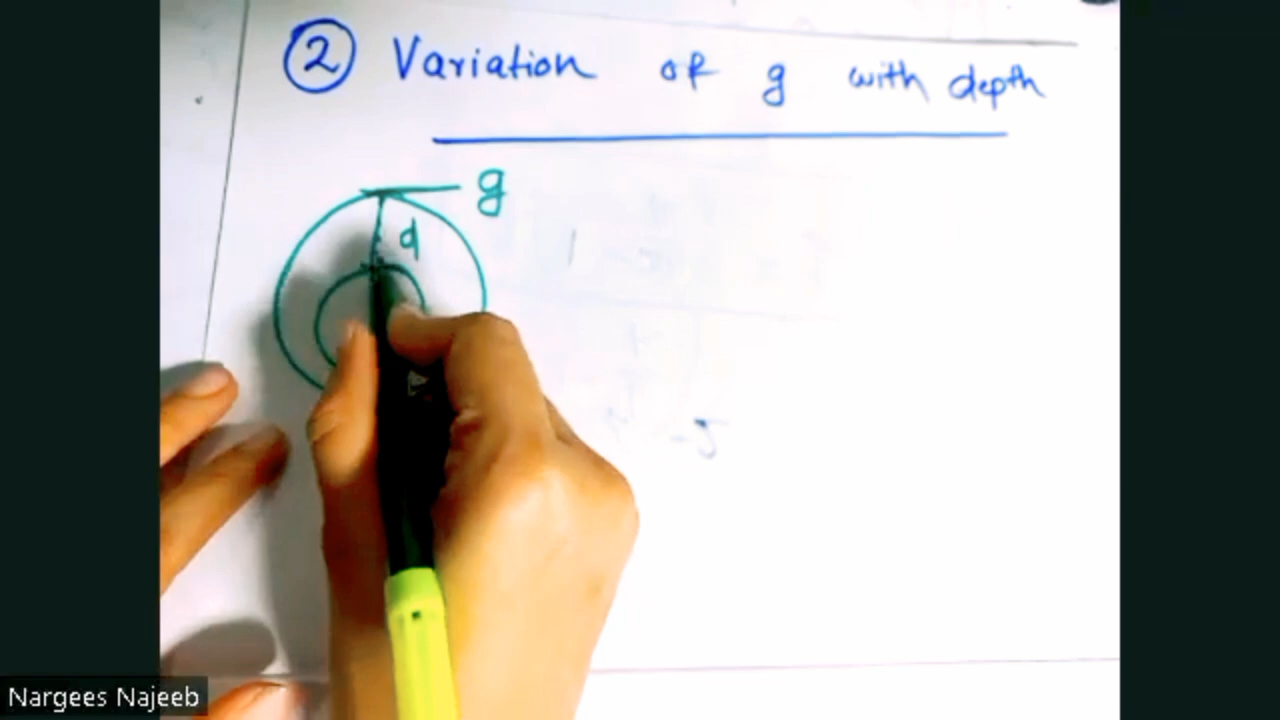 2 Variation of g with depth
g
d
Nargees Najeeb